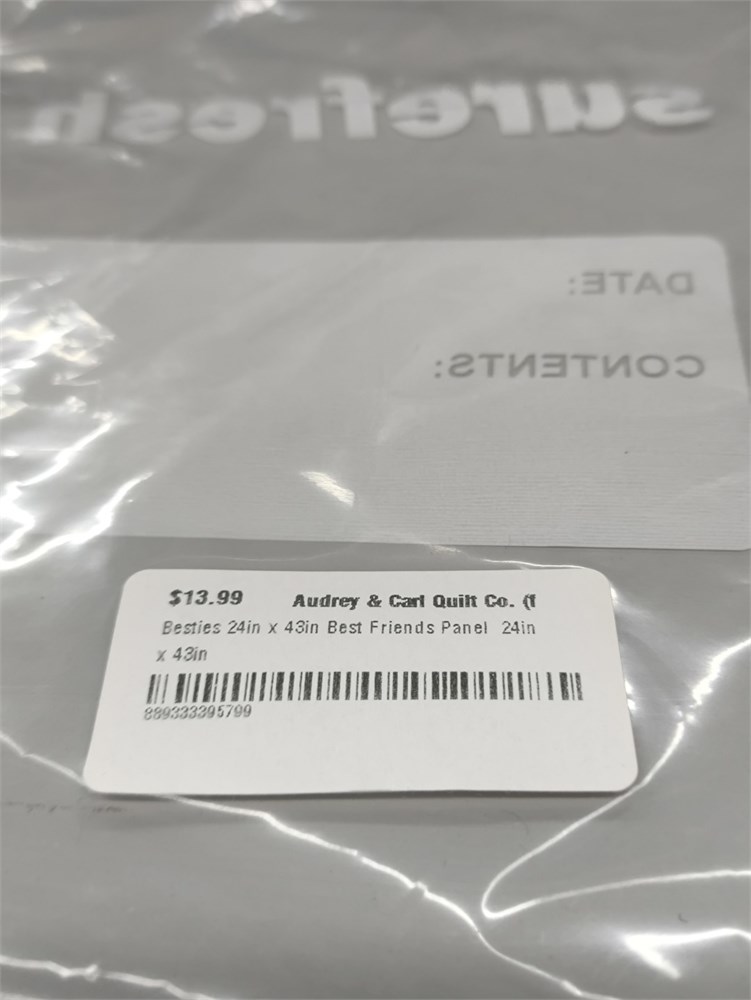 surefresh
DATE:
CONTENTS:
$13.99 Audrey & Carl Quilt Co. (f
Besties 24in x 43in Best Friends Panel 24in
x 43in
889333395799